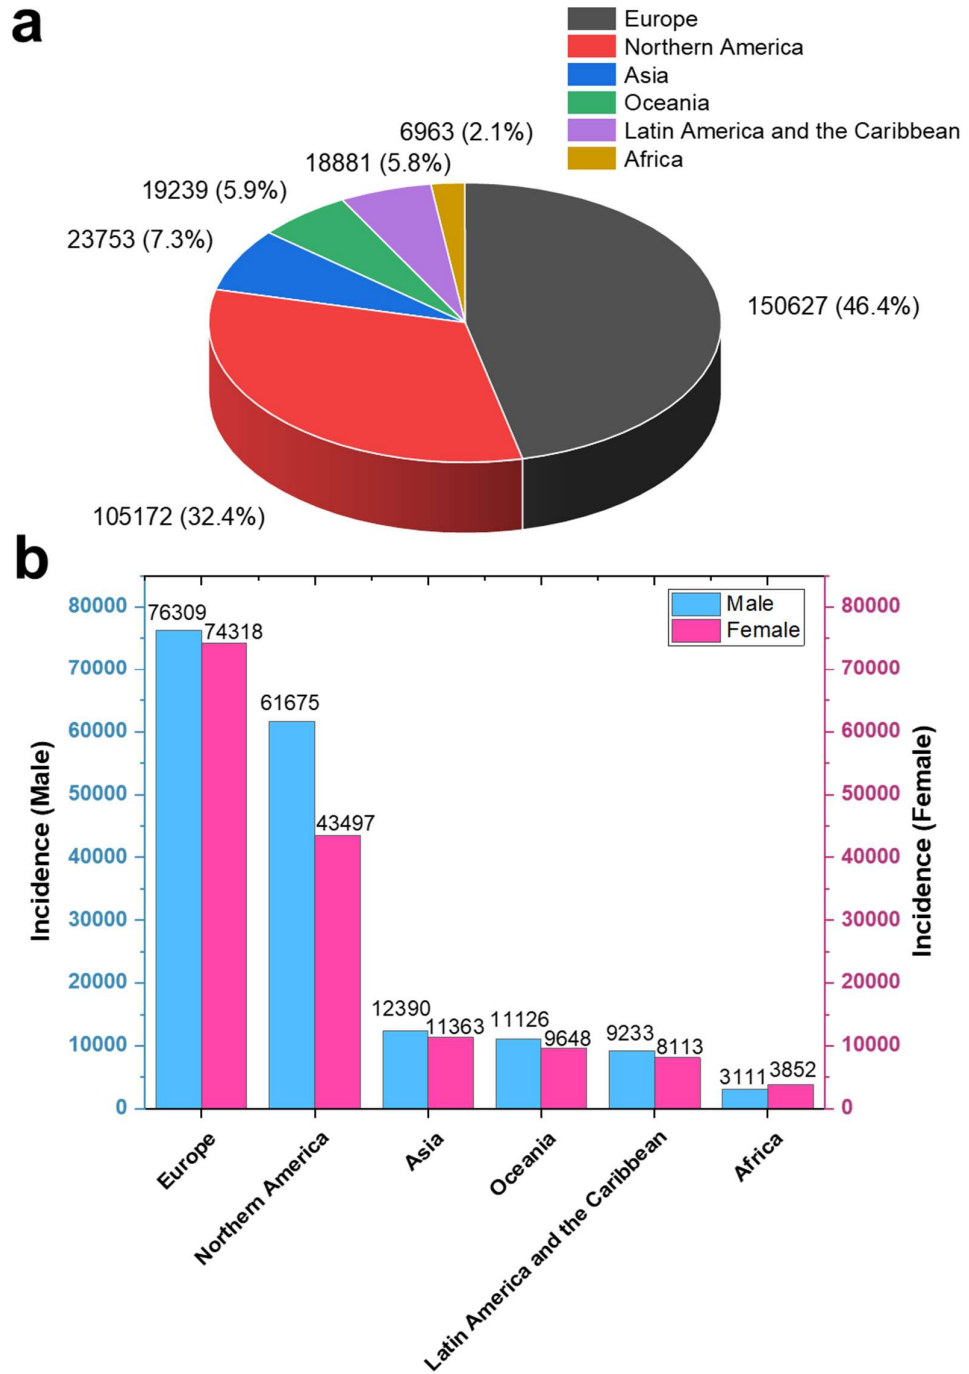 a
Europe
Northern America
Asia
Oceania
Latin America and the Caribbean
Africa
6963 (2.1%)
18881 (5.8%)
19239 (5.9%)
23753 (7.3%)
150627 (46.4%)
105172 (32.4%)
b
Male
Female
80000
70000
60000
50000
40000
30000
20000
10000
0
Incidence (Male)
76309
74318
61675
43497
12390
11363
11126
9648
9233
8113
3111
3852
80000
70000
60000
50000
40000
30000
20000
10000
0
Incidence (Female)
Europe
Northern America
Asia
Oceania
Latin America and the Caribbean
Africa